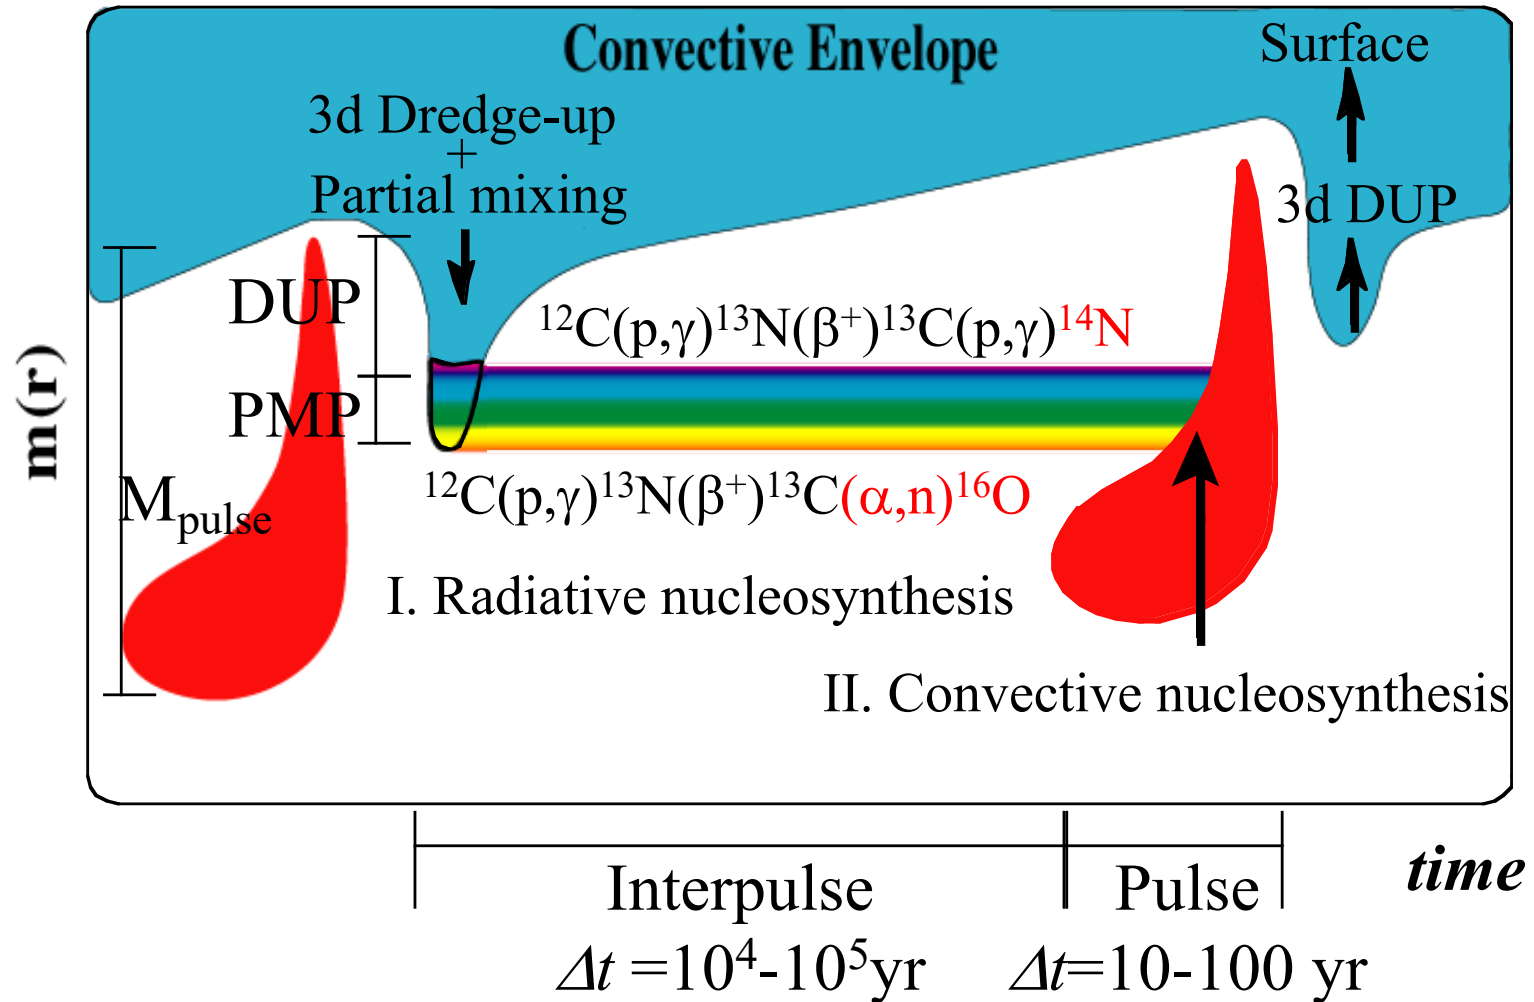 Convective Envelope
Surface
3d Dredge-up
+
Partial mixing
3d DUP
DUP
¹²C(p,γ)¹³N(β⁺)¹³C(p,γ)¹⁴N
PMP
m(r)
¹²C(p,γ)¹³N(β⁺)¹³C(α,n)¹⁶O
Mpulse
I. Radiative nucleosynthesis
II. Convective nucleosynthesis
time
Interpulse
Pulse
Δt =10⁴-10⁵yr
Δt=10-100 yr